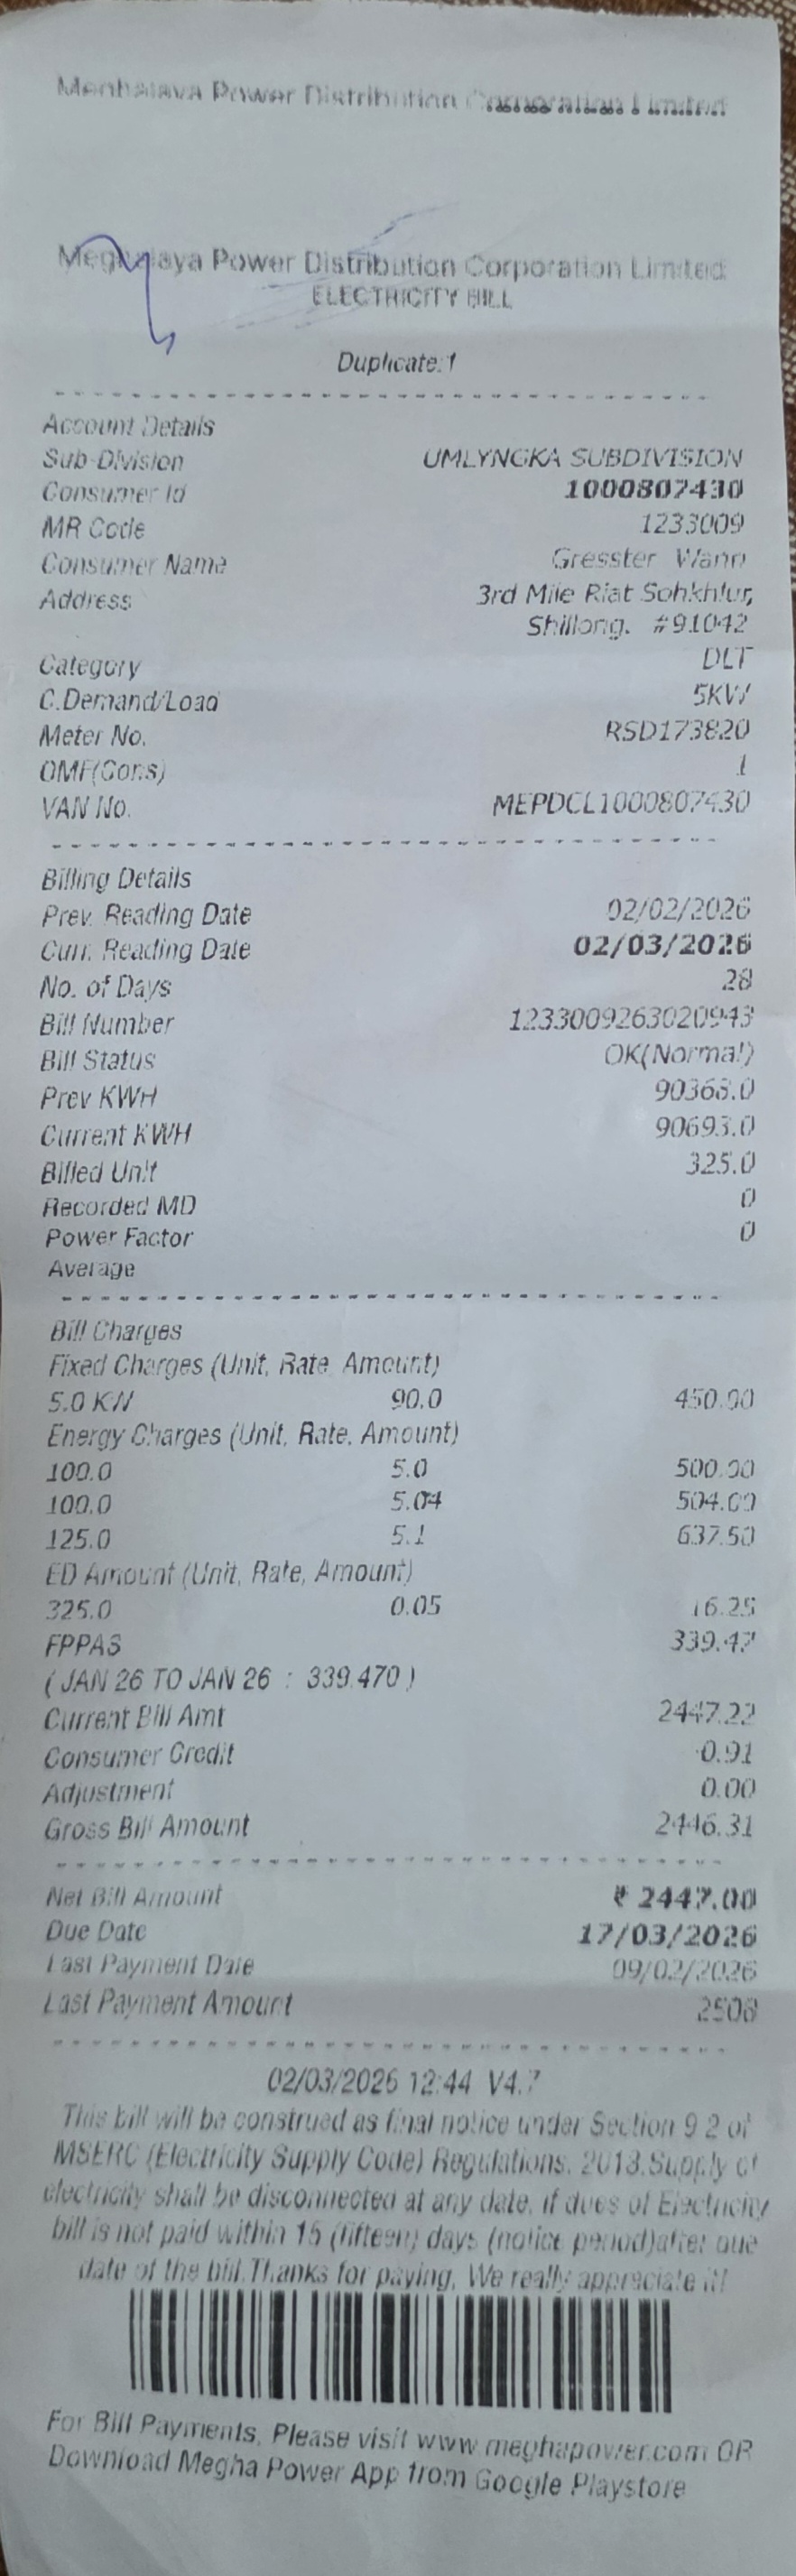 Meghalaya Power Distribution Corporation Limited
Meghalaya Power Distribution Corporation Limited
ELECTRICITY BILL
Duplicate:1
Account Details
Sub-Division UMLYNGKA SUBDIVISION
Consumer Id 1000807430
MR Code 1233009
Consumer Name Gresster Wann
Address 3rd Mile Riat Sohkhlur,
Shillong. #91042
Category DLT
C.Demand/Load 5KW
Meter No. RSD173820
OMF(Cons) 1
VAN No. MEPDCL1000807430
Billing Details
Prev. Reading Date 02/02/2026
Curr. Reading Date 02/03/2026
No. of Days 28
Bill Number 1233009263020943
Bill Status OK(Normal)
Prev KWH 90368.0
Current KWH 90693.0
Billed Unit 325.0
Recorded MD 0
Power Factor 0
Average
Bill Charges
Fixed Charges (Unit, Rate, Amount)
5.0 KW 90.0 450.00
Energy Charges (Unit, Rate, Amount)
100.0 5.0 500.00
100.0 5.04 504.00
125.0 5.1 637.50
ED Amount (Unit, Rate, Amount)
325.0 0.05 16.25
FPPAS 339.47
( JAN 26 TO JAN 26 : 339.470 )
Current Bill Amt 2447.22
Consumer Credit -0.91
Adjustment 0.00
Gross Bill Amount 2446.31
Net Bill Amount ₹ 2447.00
Due Date 17/03/2026
Last Payment Date 09/02/2026
Last Payment Amount 2508
02/03/2026 12:44 V4.7
This bill will be construed as final notice under Section 9.2 of
MSERC (Electricity Supply Code) Regulations, 2018.Supply of
electricity shall be disconnected at any date, if dues of Electricity
bill is not paid within 15 (fifteen) days (notice period)after due
date of the bill.Thanks for paying, We really appreciate it!
For Bill Payments, Please visit www.meghapower.com OR
Download Megha Power App from Google Playstore